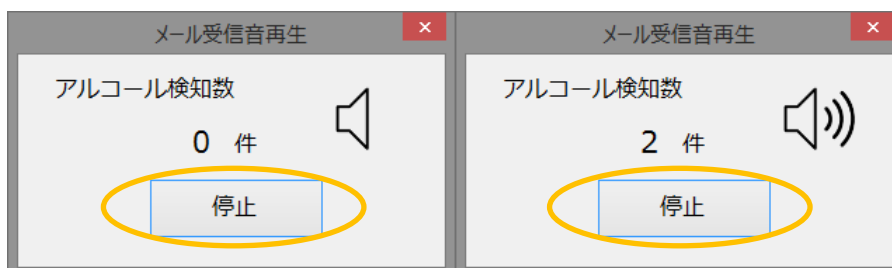 メール受信音再生 ×
アルコール検知数
0 件
停止
メール受信音再生 ×
アルコール検知数
2 件
停止